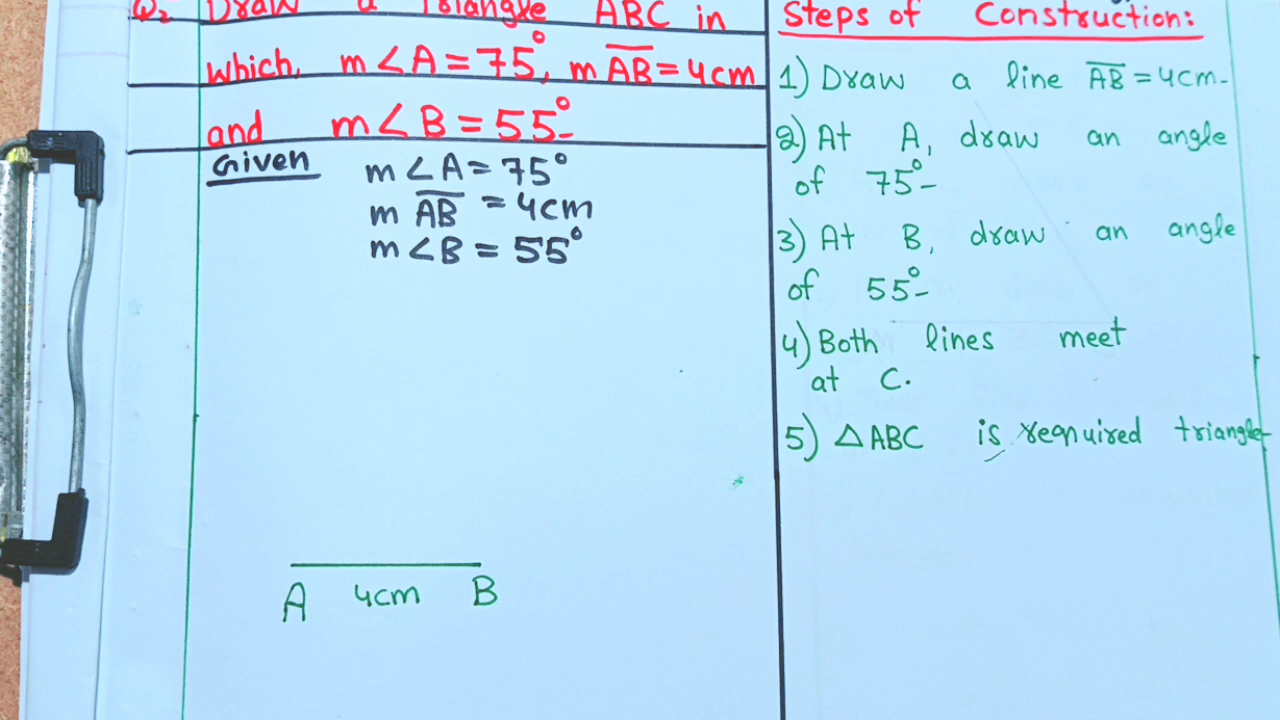 Q2 Draw a Triangle ABC in
which, m∠A = 75°, m AB = 4cm
and m∠B = 55°-
Given m∠A = 75°
m AB = 4cm
m∠B = 55°
A 4cm B
Steps of Construction:
1) Draw a line AB = 4cm-
2) At A, draw an angle
of 75°-
3) At B, draw an angle
of 55°-
4) Both lines meet
at C.
5) △ABC is required triangle-